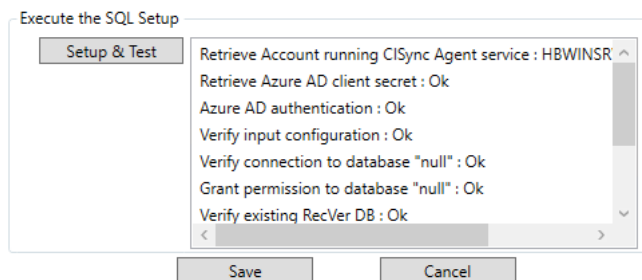 Execute the SQL Setup
Setup & Test
Retrieve Account running CISync Agent service : HBWINSR
Retrieve Azure AD client secret : Ok
Azure AD authentication : Ok
Verify input configuration : Ok
Verify connection to database "null" : Ok
Grant permission to database "null" : Ok
Verify existing RecVer DB : Ok
Save
Cancel